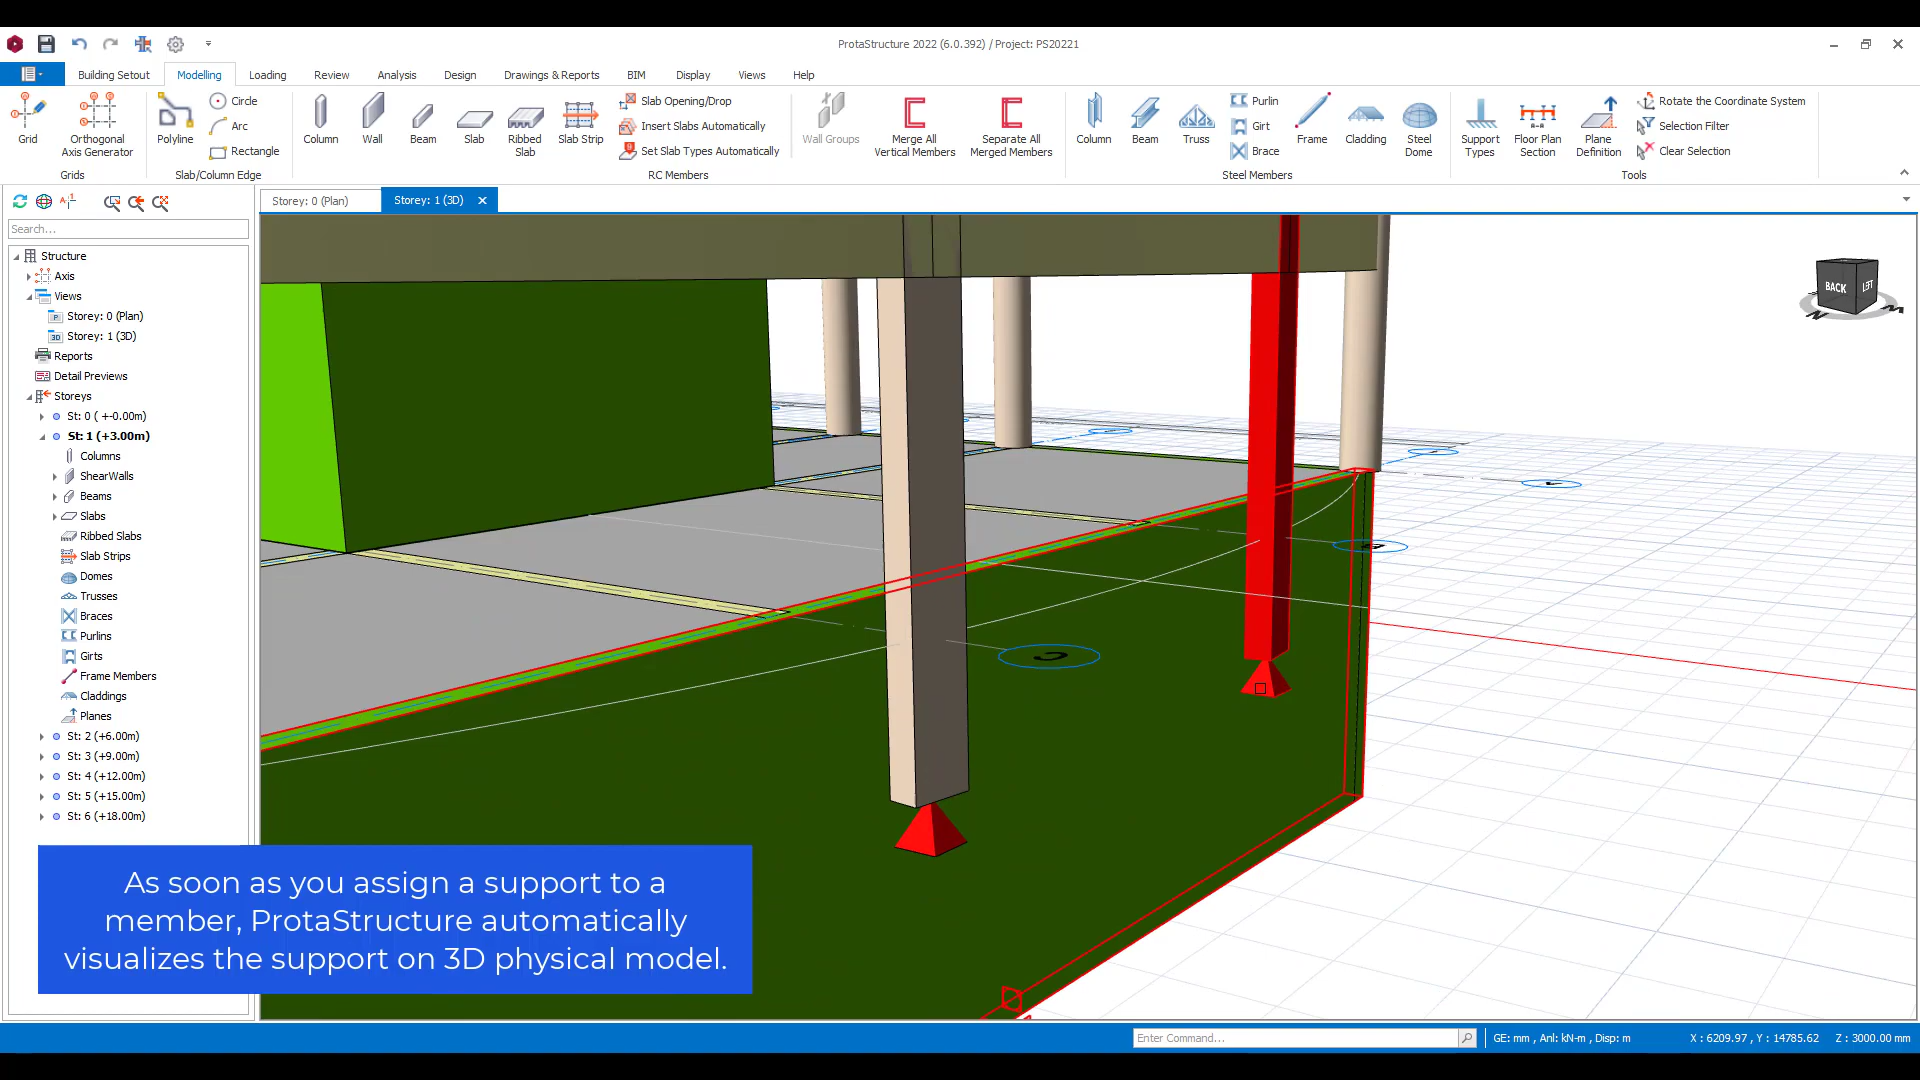 ProtaStructure 2022 (6.0.392) / Project: PS20221
Building Setout Modelling Loading Review Analysis Design Drawings & Reports BIM Display Views Help
Grid
Orthogonal Axis Generator
Grids
Polyline
Circle
Arc
Rectangle
Slab/Column Edge
Column
Wall
Beam
Slab
Ribbed Slab
Slab Strip
Slab Opening/Drop
Insert Slabs Automatically
Set Slab Types Automatically
Wall Groups
Merge All Vertical Members
Separate All Merged Members
RC Members
Column
Beam
Truss
Purlin
Girt
Brace
Frame
Cladding
Steel Dome
Steel Members
Support Types
Floor Plan Section
Plane Definition
Rotate the Coordinate System
Selection Filter
Clear Selection
Tools
Search...
Storey: 0 (Plan)
Storey: 1 (3D)
Structure
Axis
Views
Storey: 0 (Plan)
Storey: 1 (3D)
Reports
Detail Previews
Storeys
St: 0 ( +-0.00m)
St: 1 (+3.00m)
Columns
ShearWalls
Beams
Slabs
Ribbed Slabs
Slab Strips
Domes
Trusses
Braces
Purlins
Girts
Frame Members
Claddings
Planes
St: 2 (+6.00m)
St: 3 (+9.00m)
St: 4 (+12.00m)
St: 5 (+15.00m)
St: 6 (+18.00m)
BACK
LEFT
C
As soon as you assign a support to a
member, ProtaStructure automatically
visualizes the support on 3D physical model.
Enter Command...
GE: mm , Anl: kN-m , Disp: m
X : 6209.97 , Y : 14785.62 Z : 3000.00 mm